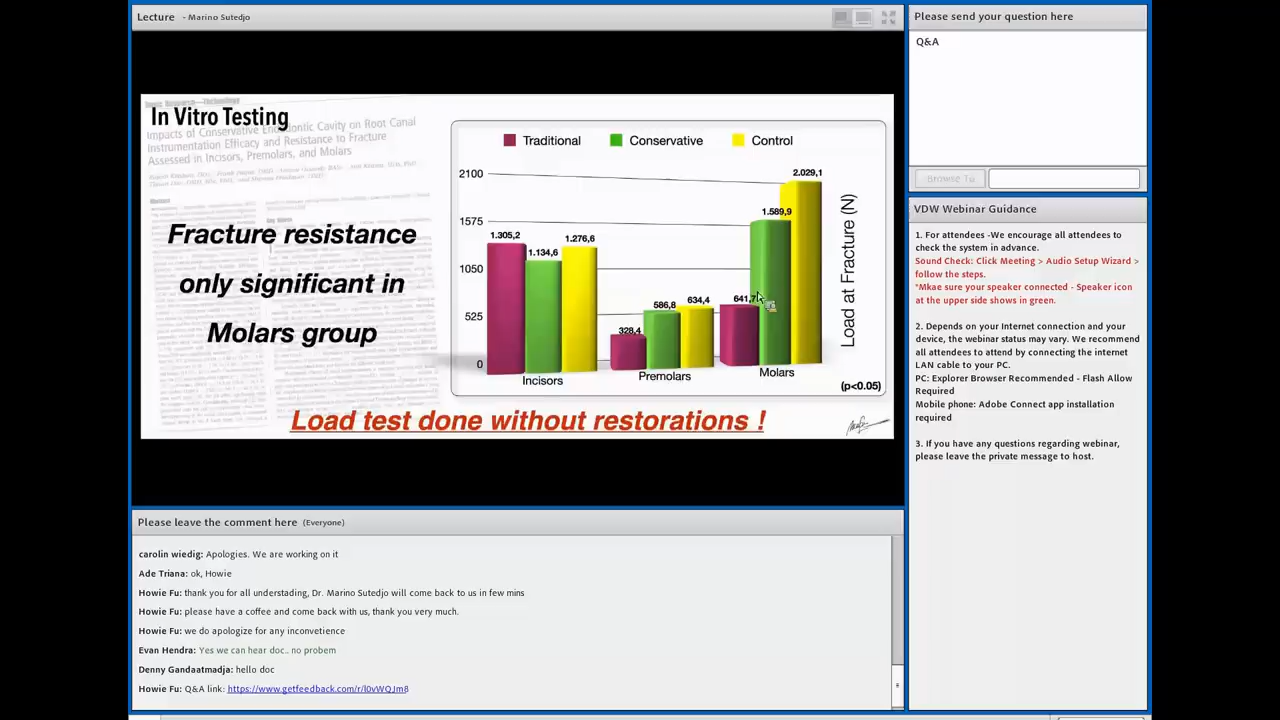 Lecture - Marino Sutedjo
In Vitro Testing
Impacts of Conservative Endodontic Cavity on Root Canal
Instrumentation Efficacy and Resistance to Fracture
Assessed in Incisors, Premolars, and Molars
Fracture resistance
only significant in
Molars group
Traditional
Conservative
Control
2100
1575
1050
525
0
1.305,2
1.134,6
1.276,6
328,4
586,8
634,4
641,7
1.589,9
2.029,1
Incisors
Premolars
Molars
Load at Fracture (N)
(p<0.05)
Load test done without restorations !
Please send your question here
Q&A
Browse To
VDW Webinar Guidance
1. For attendees -We encourage all attendees to
check the system in advance.
Sound Check: Click Meeting > Audio Setup Wizard >
follow the steps.
*Mkae sure your speaker connected - Speaker icon
at the upper side shows in green.
2. Depends on your Internet connection and your
device, the webinar status may vary. We recommend
all attendees to attend by connecting the internet
LAN cable to your PC.
PC: Explorer Browser Recommended - Flash Allow
Required
Mobile phone: Adobe Connect app installation
required
3. If you have any questions regarding webinar,
please leave the private message to host.
Please leave the comment here (Everyone)
carolin wiedig: Apologies. We are working on it
Ade Triana: ok, Howie
Howie Fu: thank you for all understading, Dr. Marino Sutedjo will come back to us in few mins
Howie Fu: please have a coffee and come back with us, thank you very much.
Howie Fu: we do apologize for any inconvetience
Evan Hendra: Yes we can hear doc.. no probem
Denny Gandaatmadja: hello doc
Howie Fu: Q&A link: https://www.getfeedback.com/r/l0vWQJm8